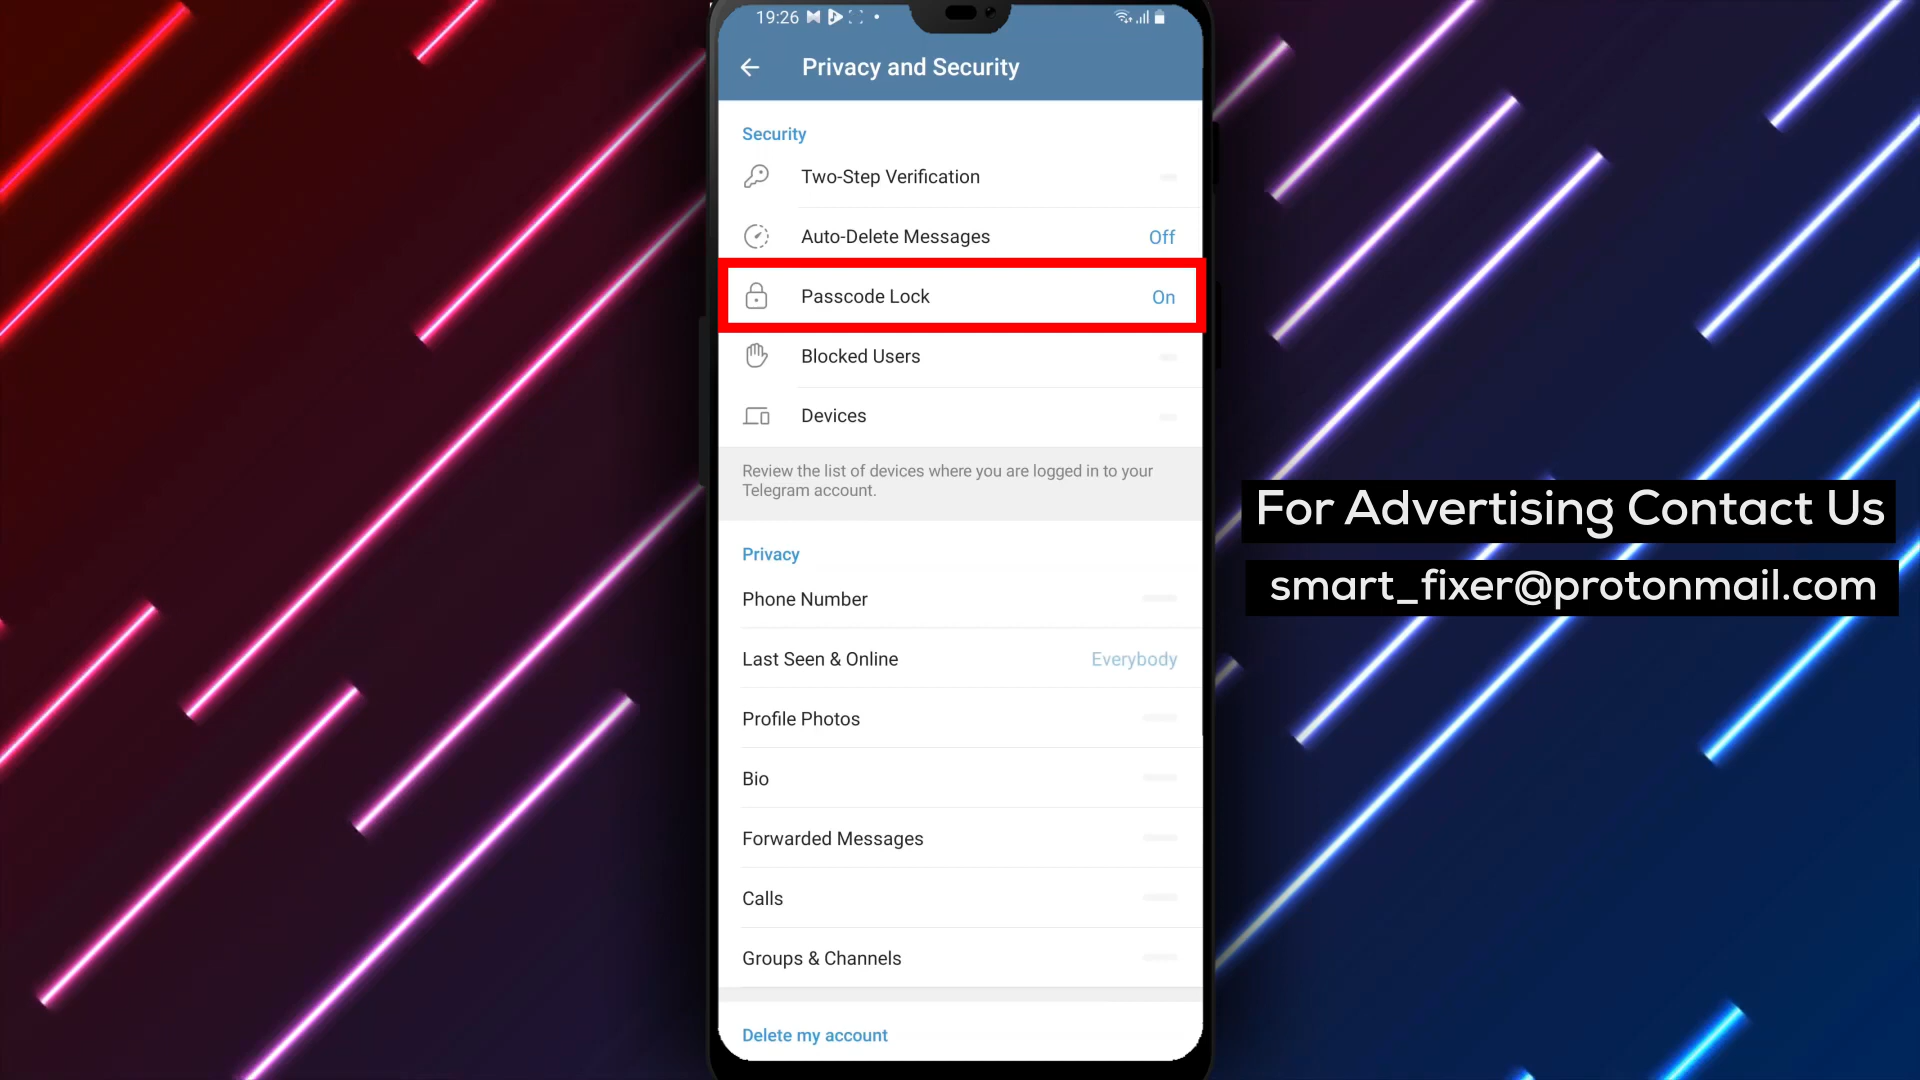 19:26
Privacy and Security
Security
Two-Step Verification
Auto-Delete Messages Off
Passcode Lock On
Blocked Users
Devices
Review the list of devices where you are logged in to your
Telegram account.
Privacy
Phone Number
Last Seen & Online Everybody
Profile Photos
Bio
Forwarded Messages
Calls
Groups & Channels
Delete my account
For Advertising Contact Us
smart_fixer@protonmail.com